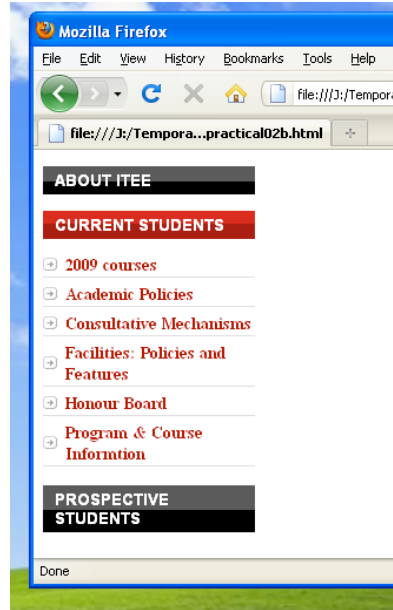 Mozilla Firefox
File Edit View History Bookmarks Tools Help
file:///J:/Tempora
file:///J:/Tempora...practical02b.html
ABOUT ITEE
CURRENT STUDENTS
2009 courses
Academic Policies
Consultative Mechanisms
Facilities: Policies and
Features
Honour Board
Program & Course
Informtion
PROSPECTIVE
STUDENTS
Done